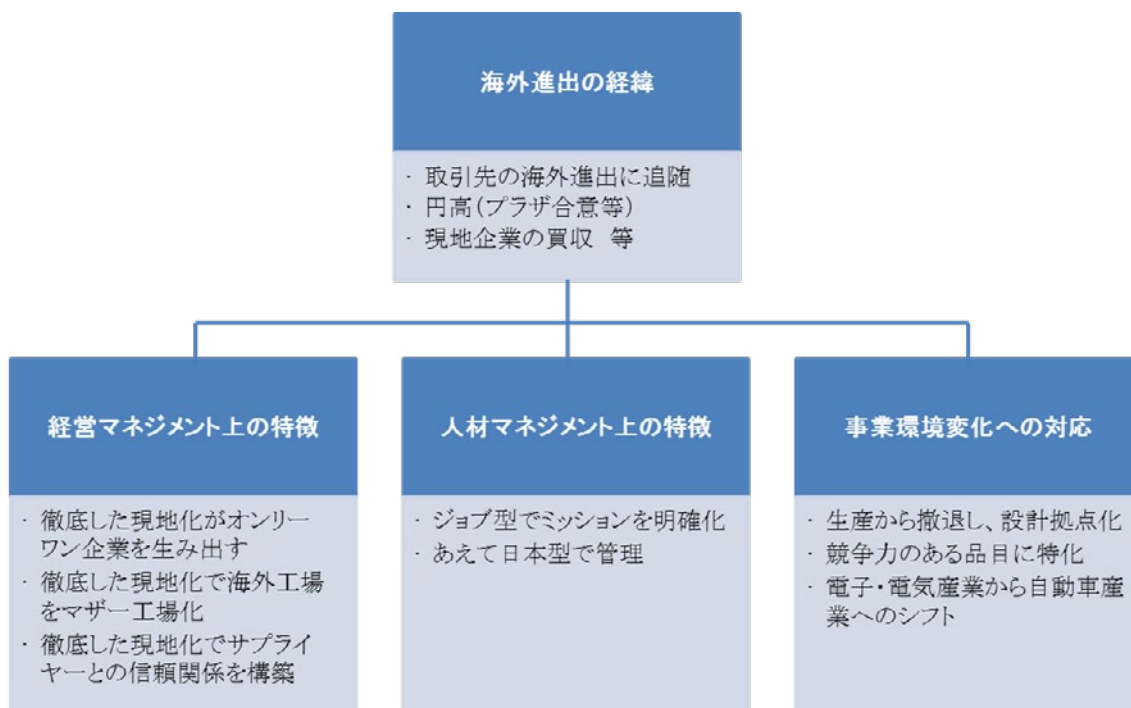 海外進出の経緯
・ 取引先の海外進出に追随
・ 円高(プラザ合意等)
・ 現地企業の買収 等
経営マネジメント上の特徴
・ 徹底した現地化がオンリー
ワン企業を生み出す
・ 徹底した現地化で海外工場
をマザー工場化
・ 徹底した現地化でサプライ
ヤーとの信頼関係を構築
人材マネジメント上の特徴
・ ジョブ型でミッションを明確化
・ あえて日本型で管理
事業環境変化への対応
・ 生産から撤退し、設計拠点化
・ 競争力のある品目に特化
・ 電子・電気産業から自動車産
業へのシフト